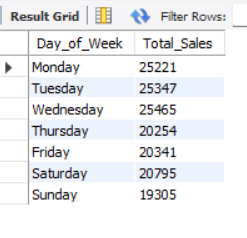 Result Grid Filter Rows:
Day_of_Week Total_Sales
Monday 25221
Tuesday 25347
Wednesday 25465
Thursday 20254
Friday 20341
Saturday 20795
Sunday 19305